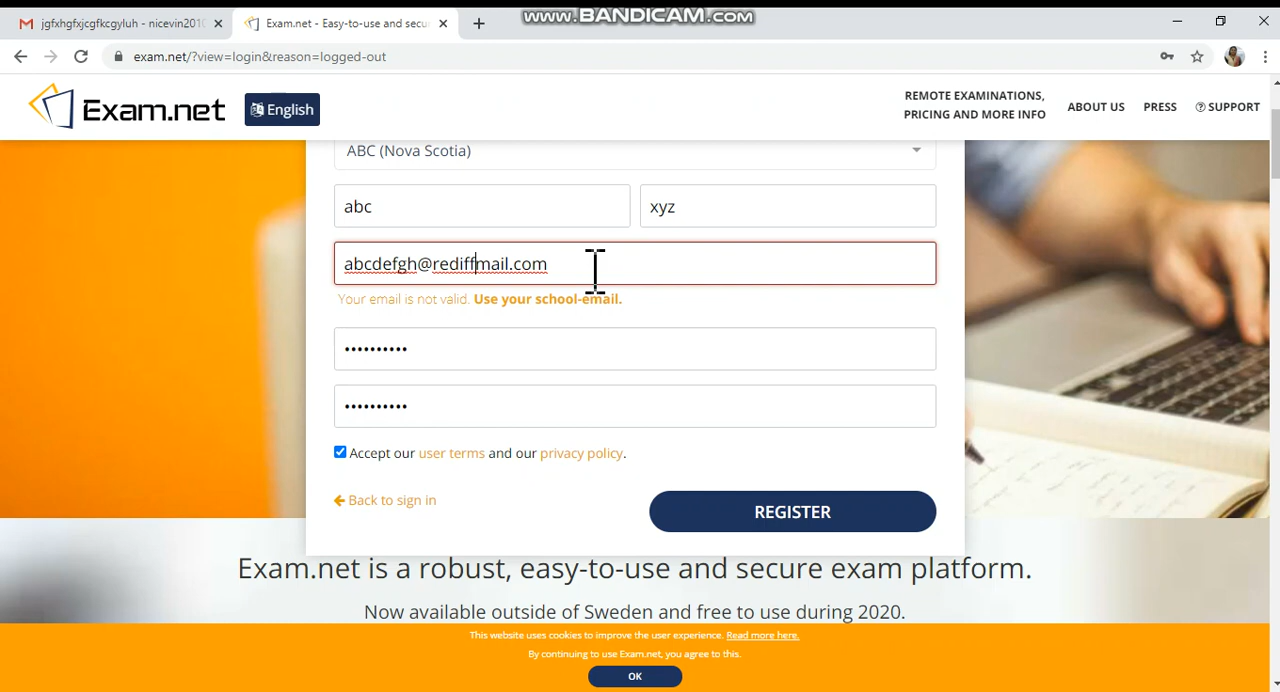 www.BANDICAM.com
jgfxhgfxjcgfkcgyluh - nicevin2010
Exam.net - Easy-to-use and secu
exam.net/?view=login&reason=logged-out
Exam.net
English
REMOTE EXAMINATIONS,
PRICING AND MORE INFO
ABOUT US
PRESS
SUPPORT
ABC (Nova Scotia)
abc
xyz
abcdefgh@rediffmail.com
Your email is not valid. Use your school-email.
••••••••••
••••••••••
Accept our user terms and our privacy policy.
Back to sign in
REGISTER
Exam.net is a robust, easy-to-use and secure exam platform.
Now available outside of Sweden and free to use during 2020.
This website uses cookies to improve the user experience. Read more here.
By continuing to use Exam.net, you agree to this.
OK